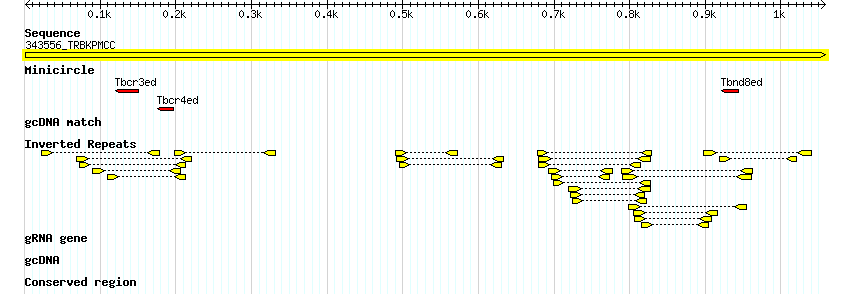 0.1k 0.2k 0.3k 0.4k 0.5k 0.6k 0.7k 0.8k 0.9k 1k
Sequence
343556_TRBKPMCC
Minicircle
Tbcr3ed Tbnd8ed
Tbcr4ed
gcDNA match
Inverted Repeats
gRNA gene
gcDNA
Conserved region